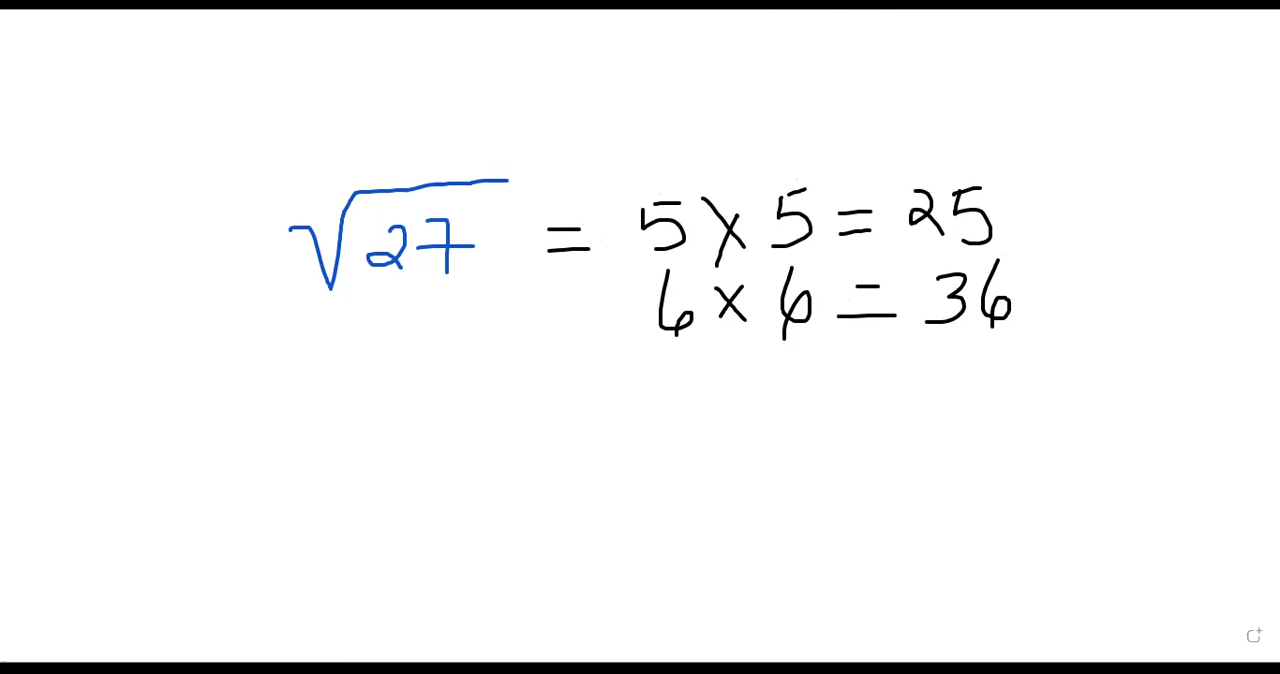 √27 = 5 × 5 = 25
6 × 6 = 36